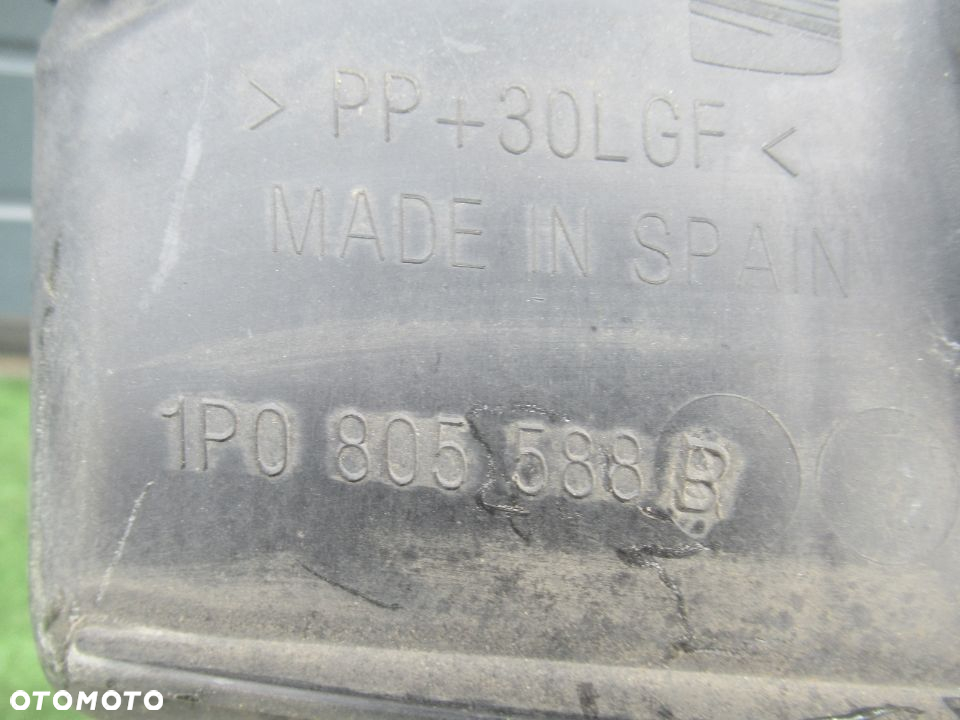 > PP+30LGF <
MADE IN SPAIN
1P0 805 588 B
OTOMOTO